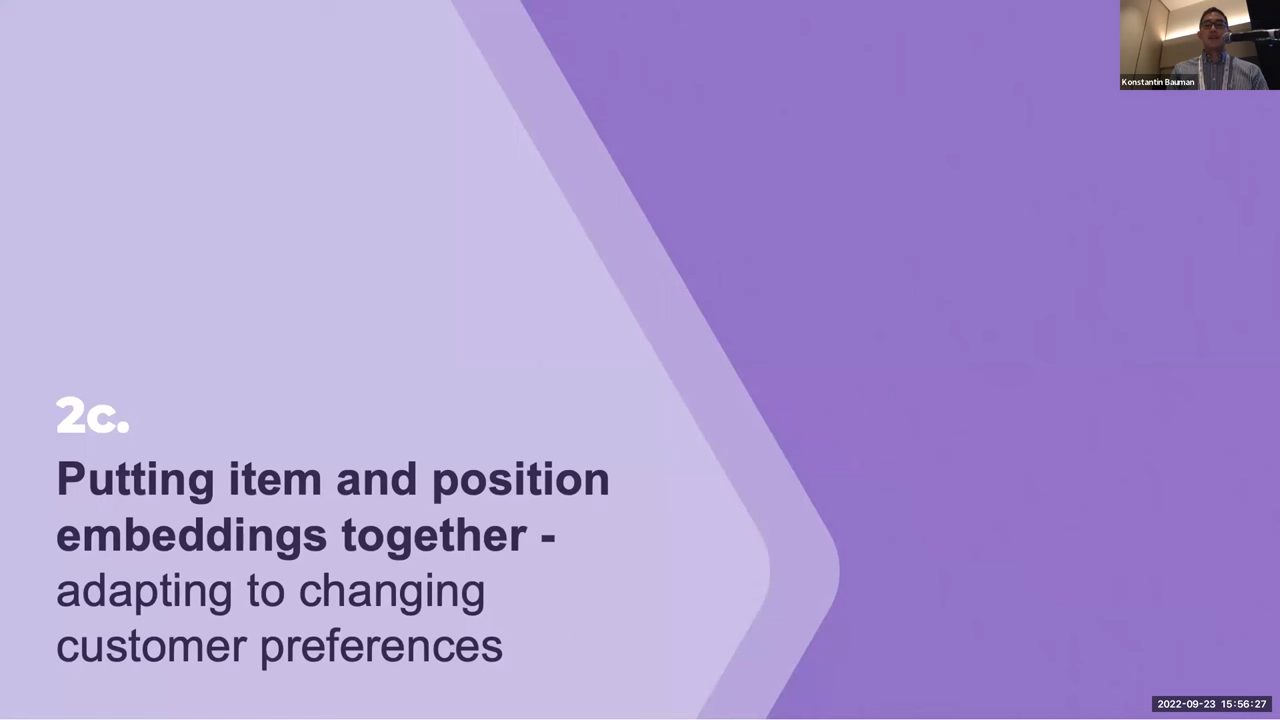 Konstantin Bauman
2c.
Putting item and position
embeddings together -
adapting to changing
customer preferences
2022-09-23 15:56:27